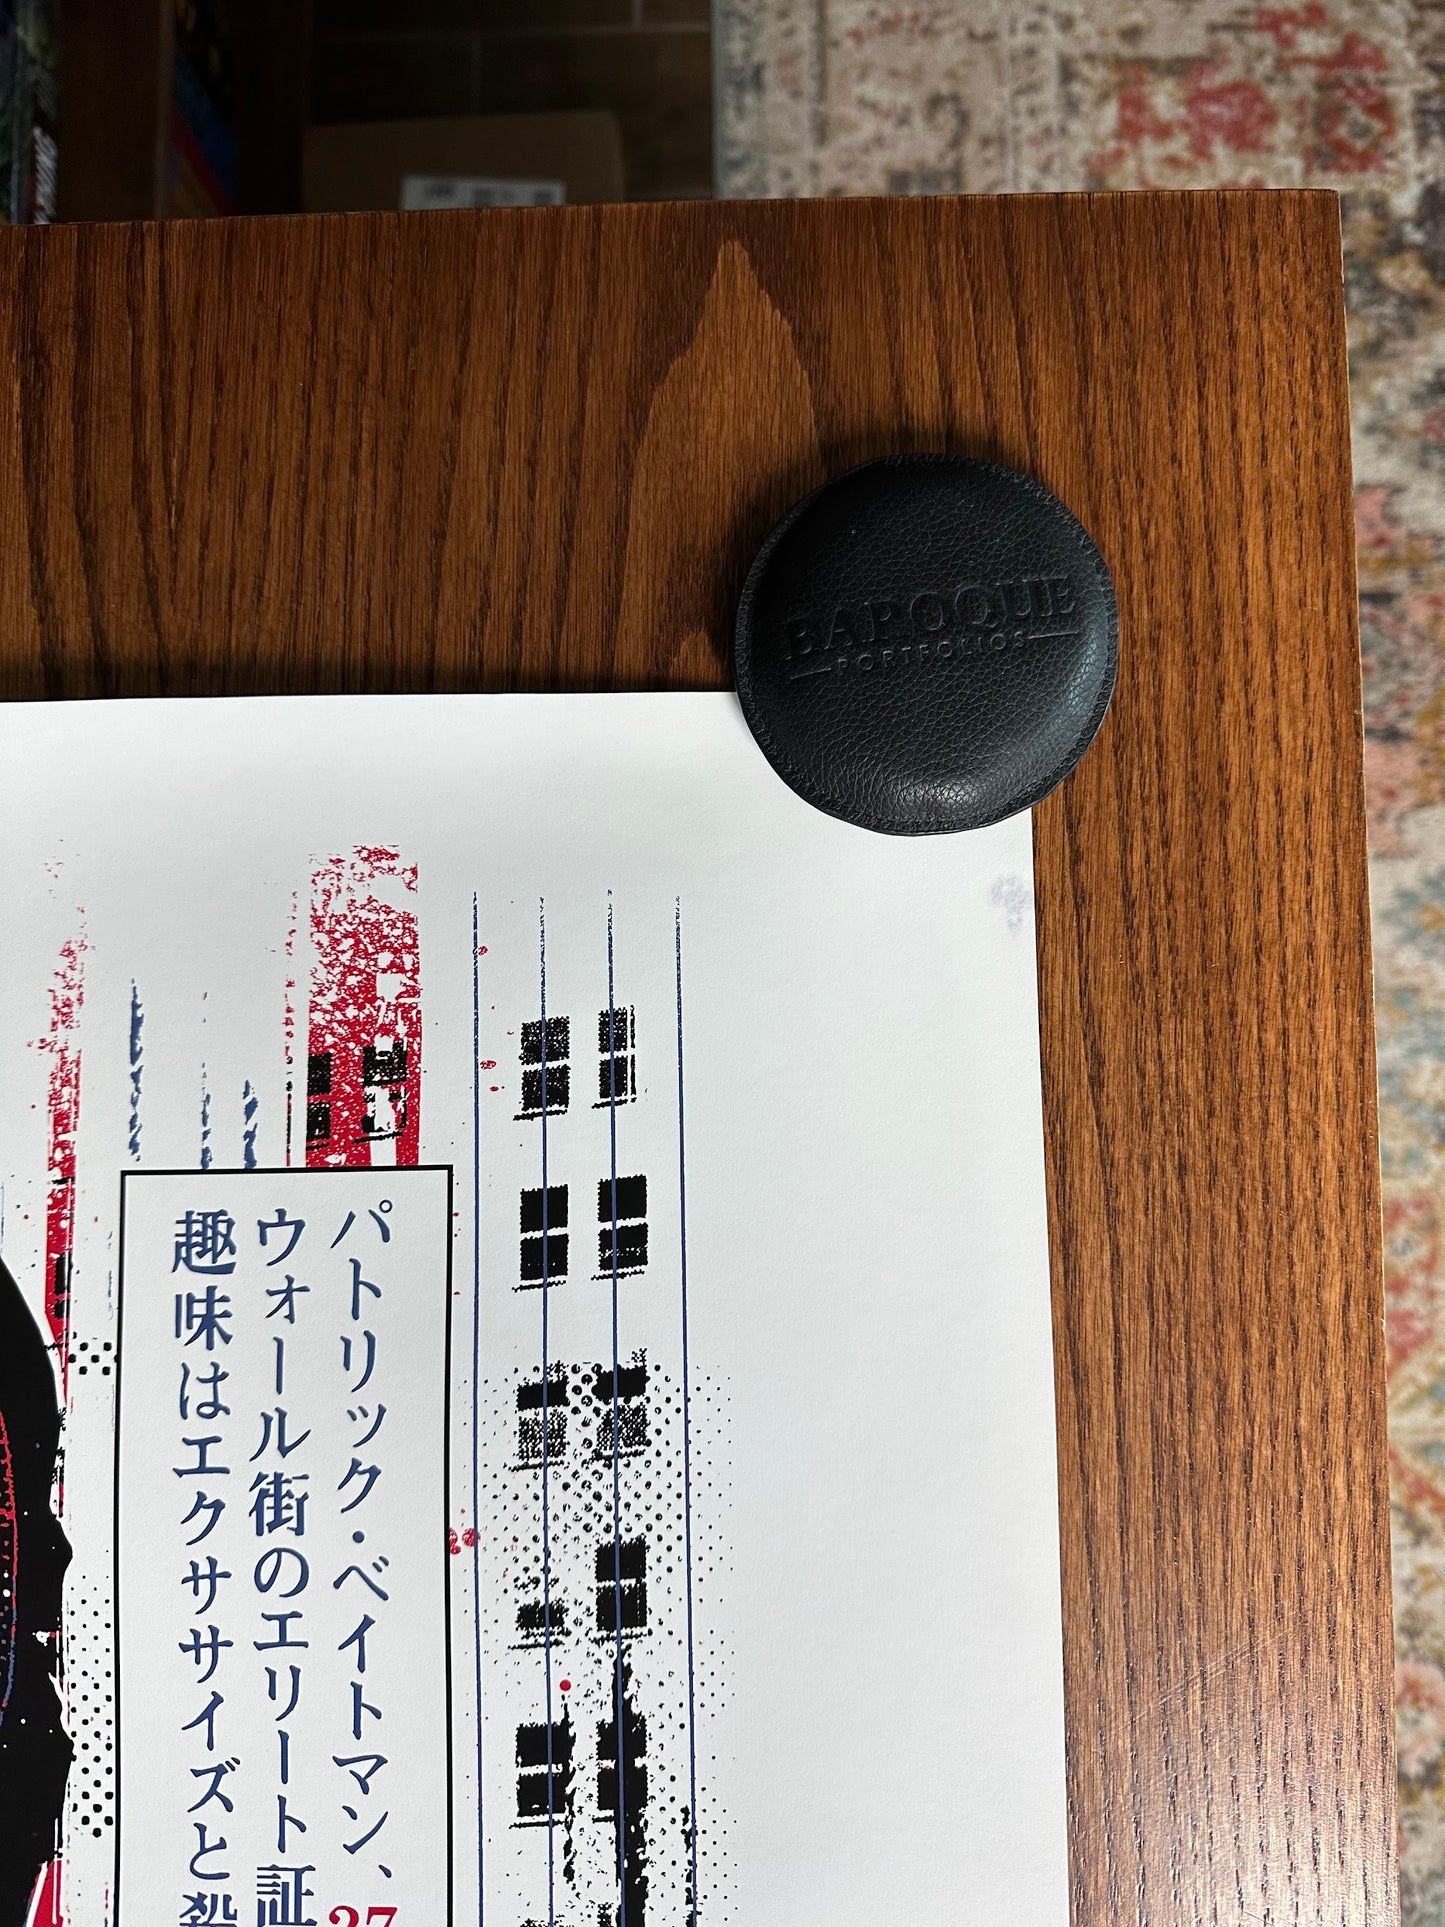 BAROQUE
PORTFOLIOS
パトリック・ベイトマン、27
ウォール街のエリート証
趣味はエクササイズと殺